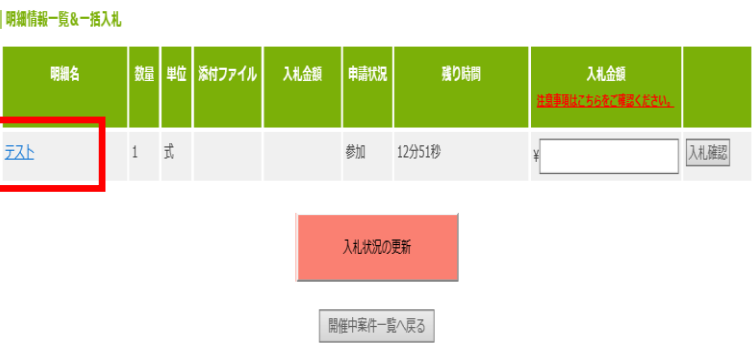 明細情報一覧&一括入札
明細名 数量 単位 添付ファイル 入札金額 申請状況 残り時間 入札金額
注意事項はこちらをご確認ください。
テスト 1 式 参加 12分51秒 ¥ 入札確認
入札状況の更新
開催中案件一覧へ戻る